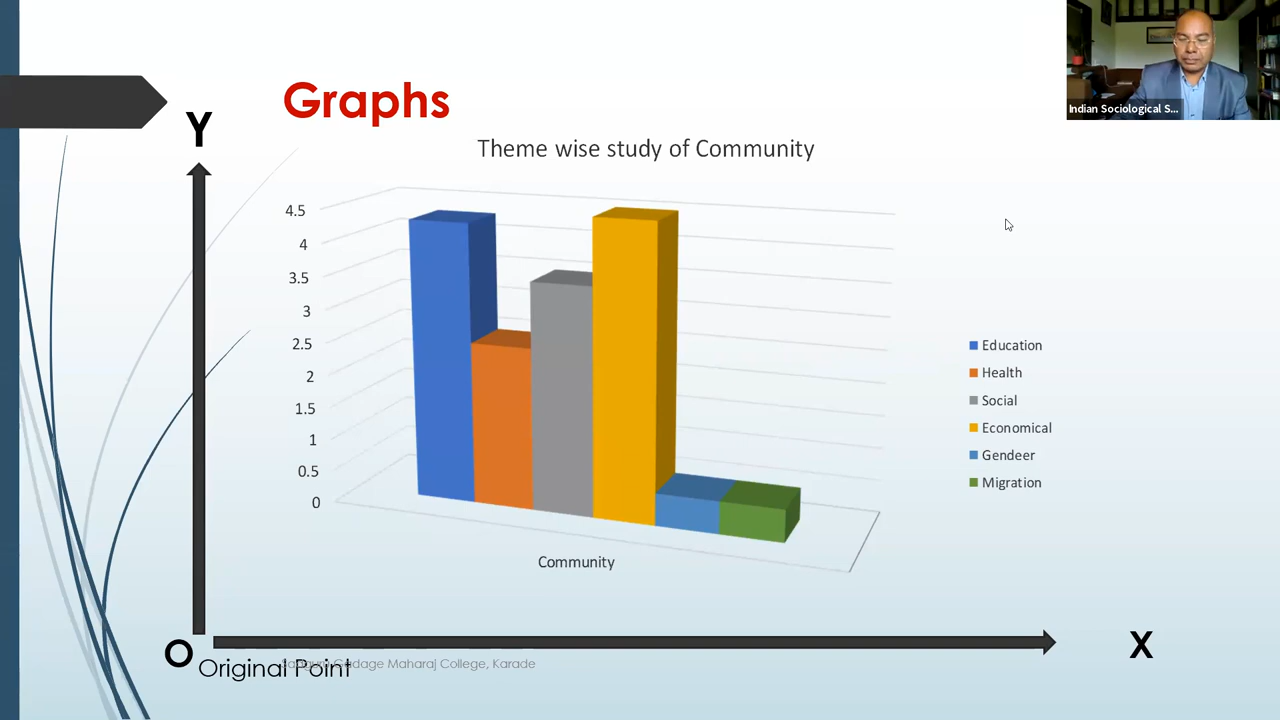 Graphs
Indian Sociological S...
Y
Theme wise study of Community
4.5
4
3.5
3
2.5
2
1.5
1
0.5
0
Education
Health
Social
Economical
Gendeer
Migration
Community
O
X
Original Point
Maharaj College, Karade